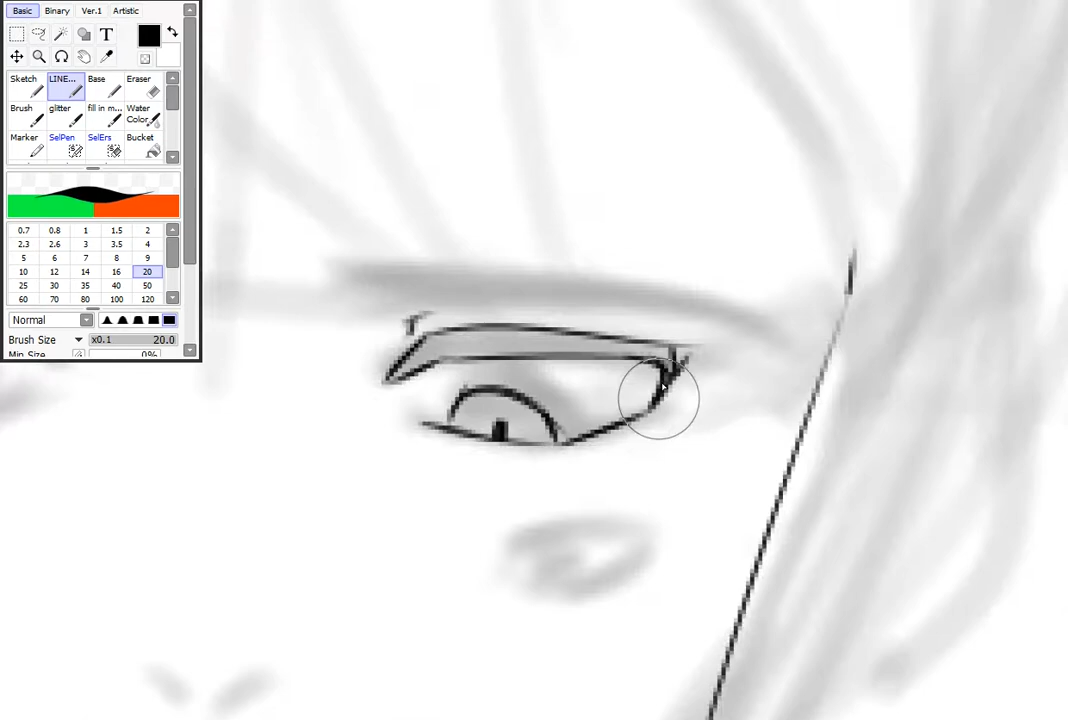 Basic Binary Ver.1 Artistic
T
Sketch LINE... Base Eraser
Brush glitter fill in m... Water Color
Marker SelPen SelErs Bucket
0.7 0.8 1 1.5 2
2.3 2.6 3 3.5 4
5 6 7 8 9
10 12 14 16 20
25 30 35 40 50
60 70 80 100 120
Normal
Brush Size x0.1 20.0
Min Size 0%